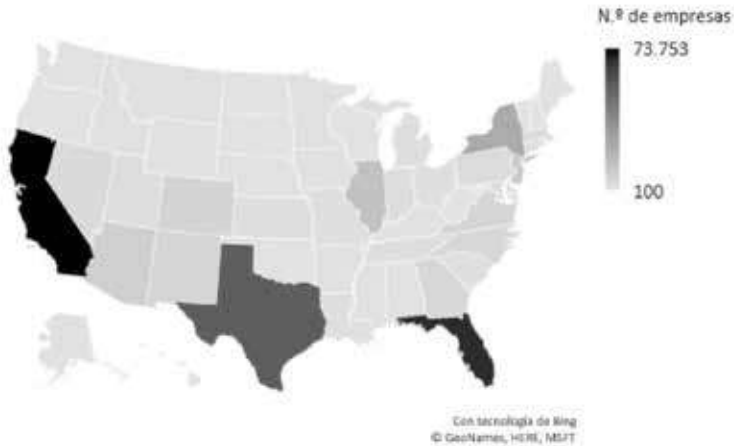 N.º de empresas
73.753
100
Con tecnología de Bing
© GeoNames, HERE, MSFT